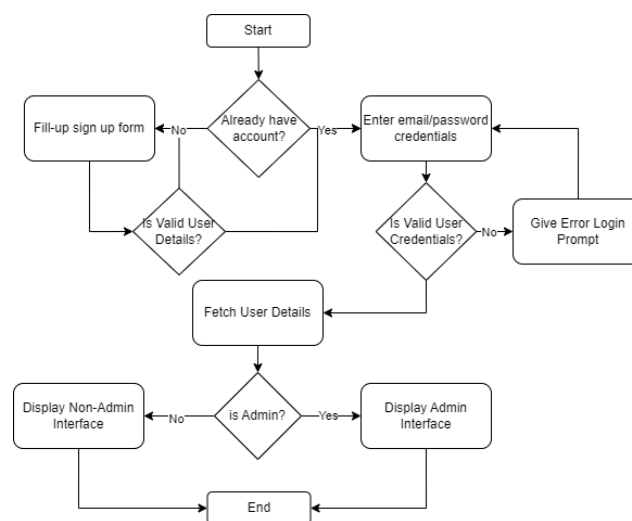 Start
Already have
account?
No
Yes
Fill-up sign up form
Enter email/password
credentials
Is Valid User
Details?
Is Valid User
Credentials?
No
Give Error Login
Prompt
Fetch User Details
is Admin?
No
Yes
Display Non-Admin
Interface
Display Admin
Interface
End